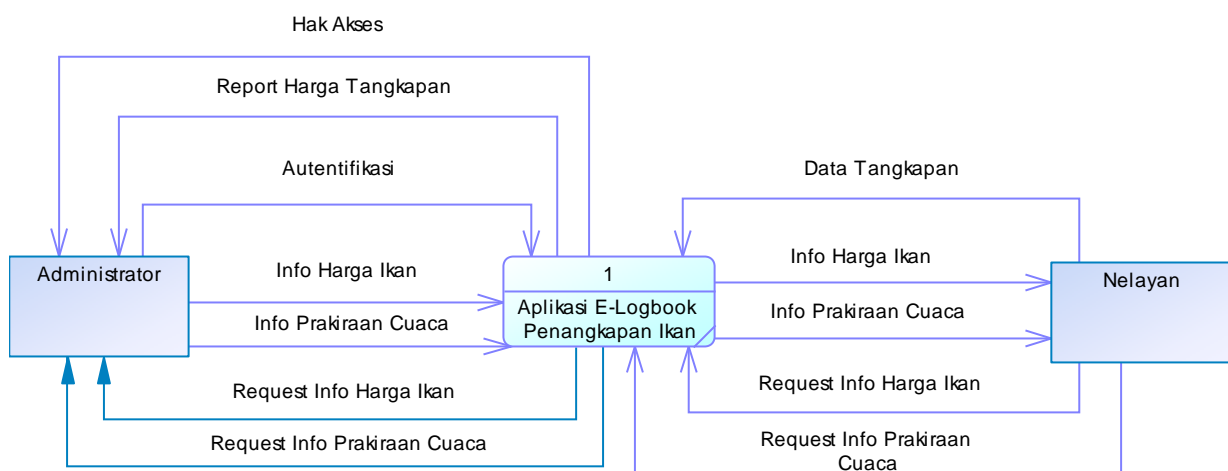 Hak Akses
Report Harga Tangkapan
Autentifikasi
Data Tangkapan
Administrator
Info Harga Ikan
1
Info Harga Ikan
Nelayan
Aplikasi E-Logbook
Penangkapan Ikan
Info Prakiraan Cuaca
Info Prakiraan Cuaca
Request Info Harga Ikan
Request Info Harga Ikan
Request Info Prakiraan Cuaca
Request Info Prakiraan
Cuaca